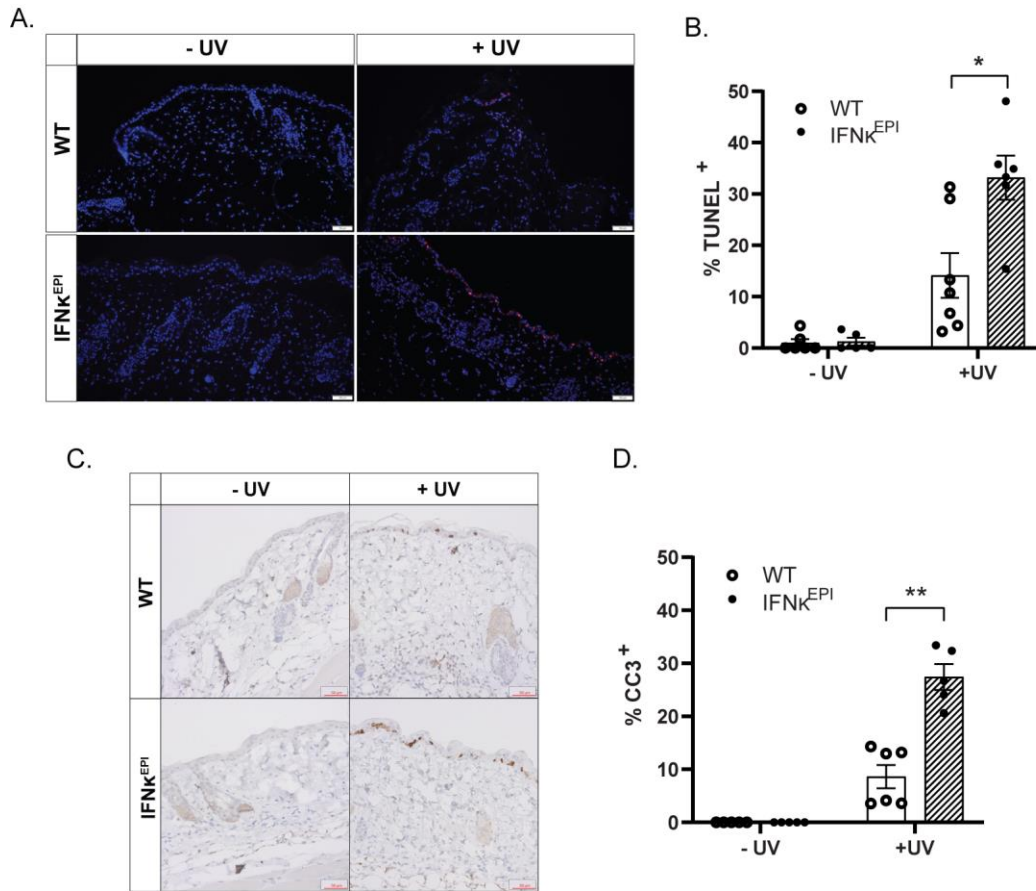 A.
- UV + UV
WT
IFNκEPI
B.
*
50
40
30
20
10
0
% TUNEL +
WT
IFNκEPI
- UV +UV
C.
- UV + UV
WT
IFNκEPI
D.
**
50
40
30
20
10
0
% CC3+
WT
IFNκEPI
- UV +UV